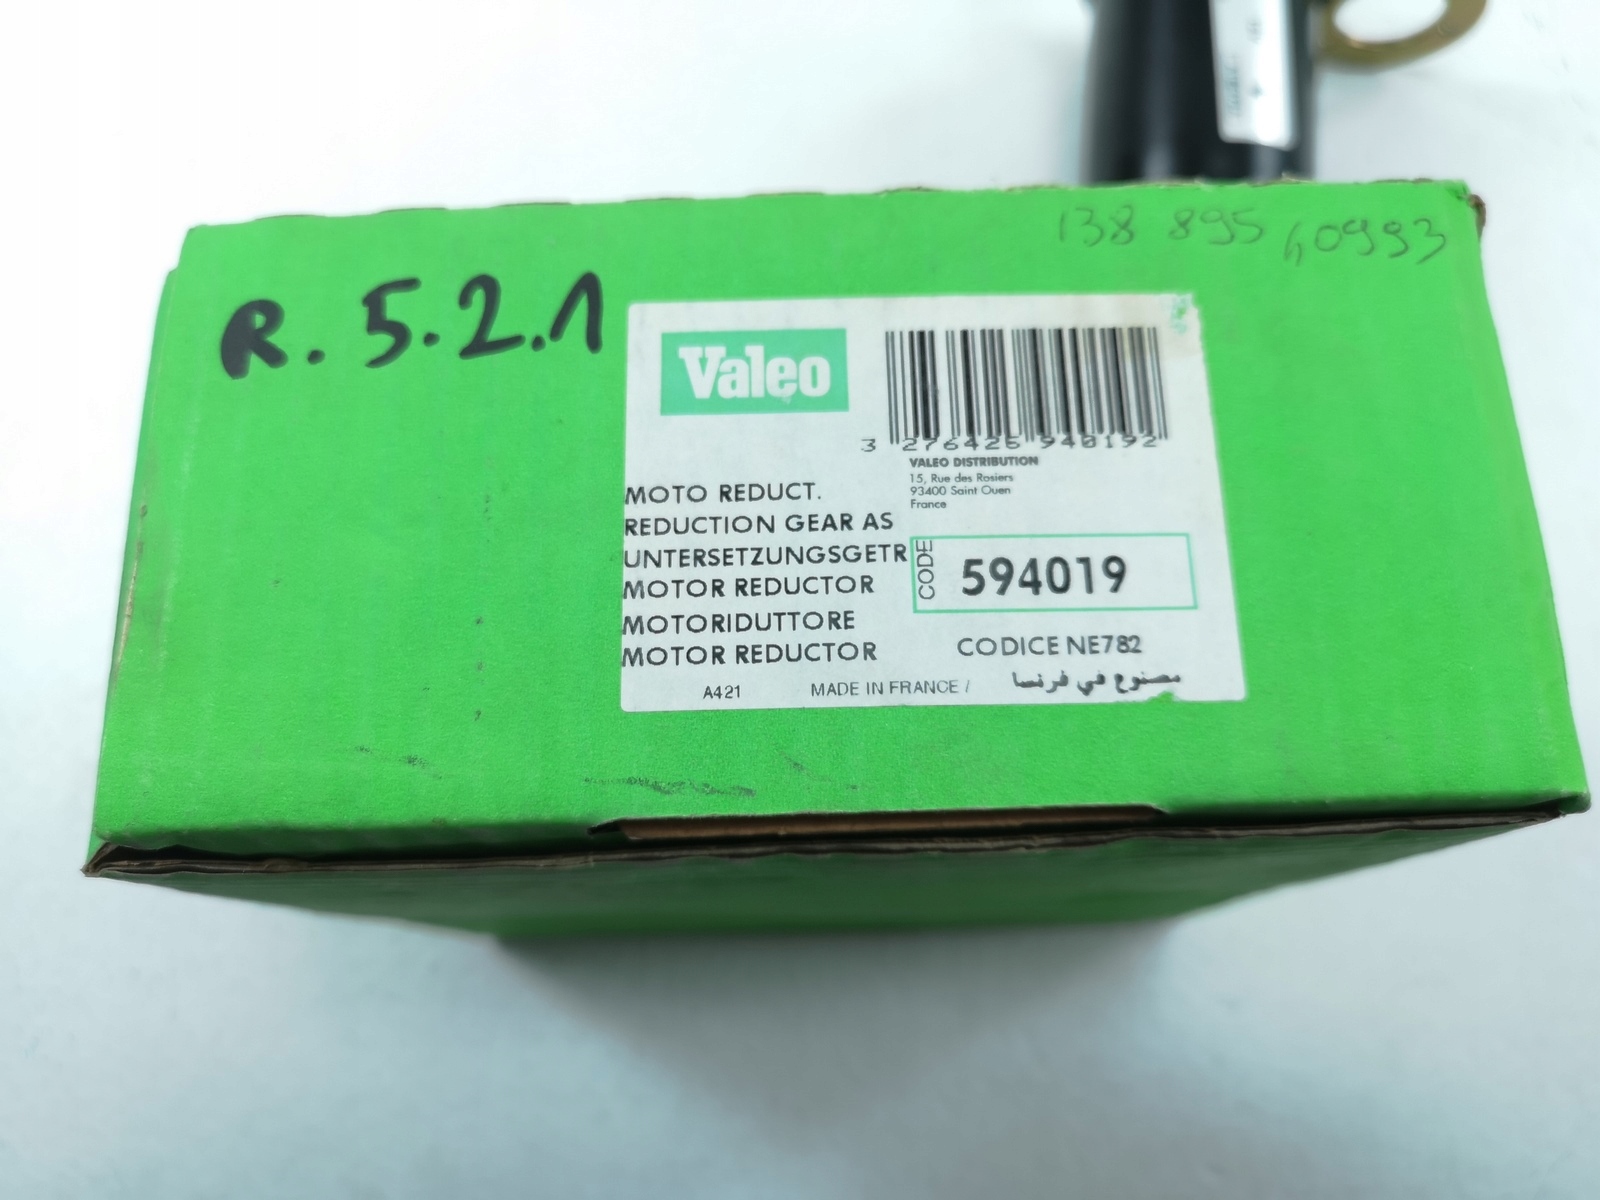 138 895 40993
R. 5.2.1
Valeo
3 276426 940192
VALEO DISTRIBUTION
15, Rue des Rosiers
93400 Saint Ouen
France
MOTO REDUCT.
REDUCTION GEAR AS
UNTERSETZUNGSGETR
MOTOR REDUCTOR
MOTORIDUTTORE
MOTOR REDUCTOR
CODE 594019
CODICE NE782
A421 MADE IN FRANCE / مصنوع في فرنسا